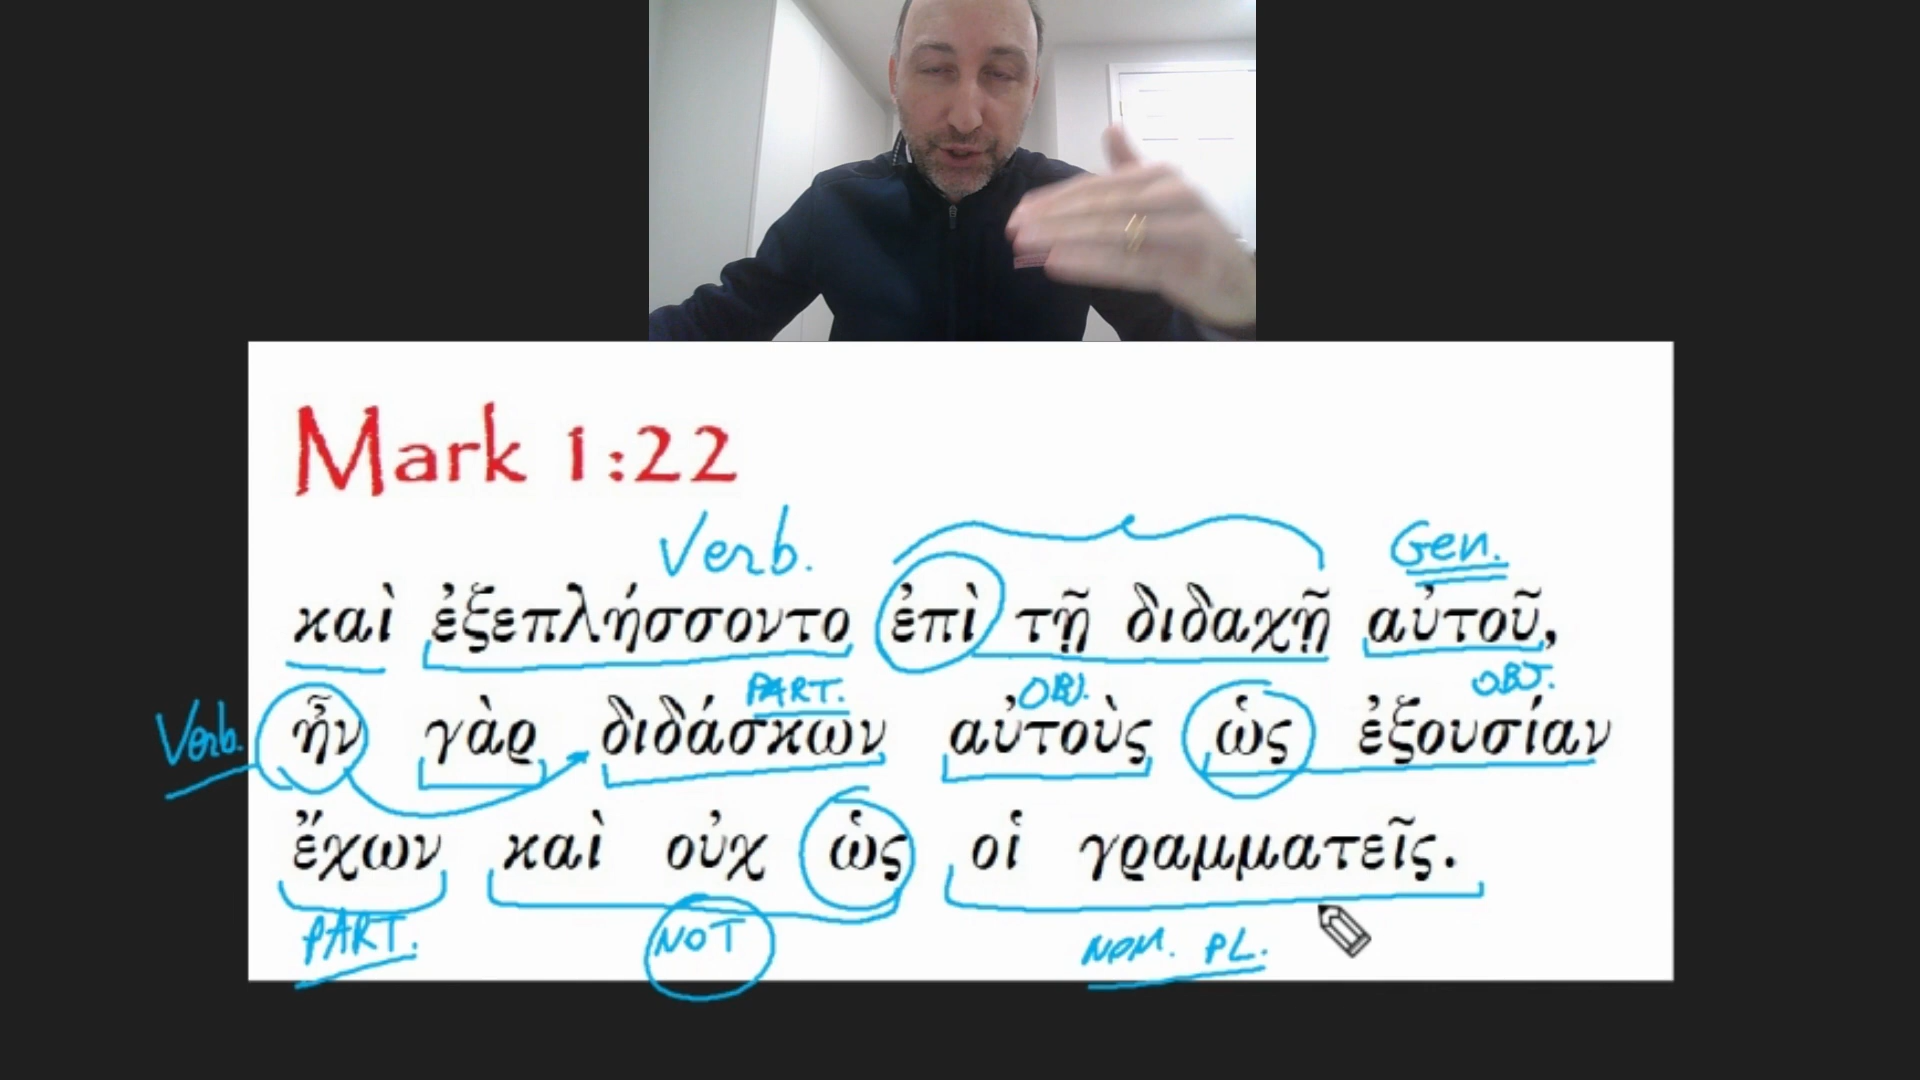 Mark 1:22
Verb. Gen.
καὶ ἐξεπλήσσοντο ἐπὶ τῇ διδαχῇ αὐτοῦ,
PART. OBJ. OBJ.
Verb. ἦν γὰρ διδάσκων αὐτοὺς ὡς ἐξουσίαν
ἔχων καὶ οὐχ ὡς οἱ γραμματεῖς.
PART. NOT NOM. PL.